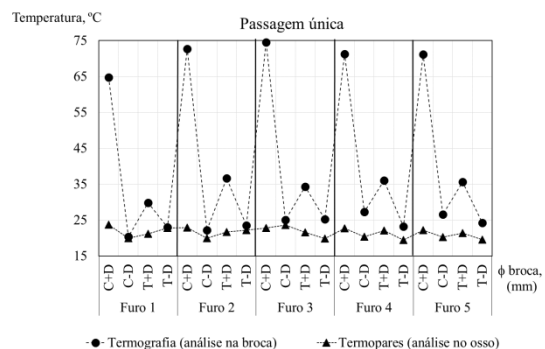 Temperatura, ºC
Passagem única
75
65
55
45
35
25
15
C+D C-D T+D T-D C+D C-D T+D T-D C+D C-D T+D T-D C+D C-D T+D T-D C+D C-D T+D T-D
ϕ broca, (mm)
Furo 1 Furo 2 Furo 3 Furo 4 Furo 5
Termografia (análise na broca) Termopares (análise no osso)